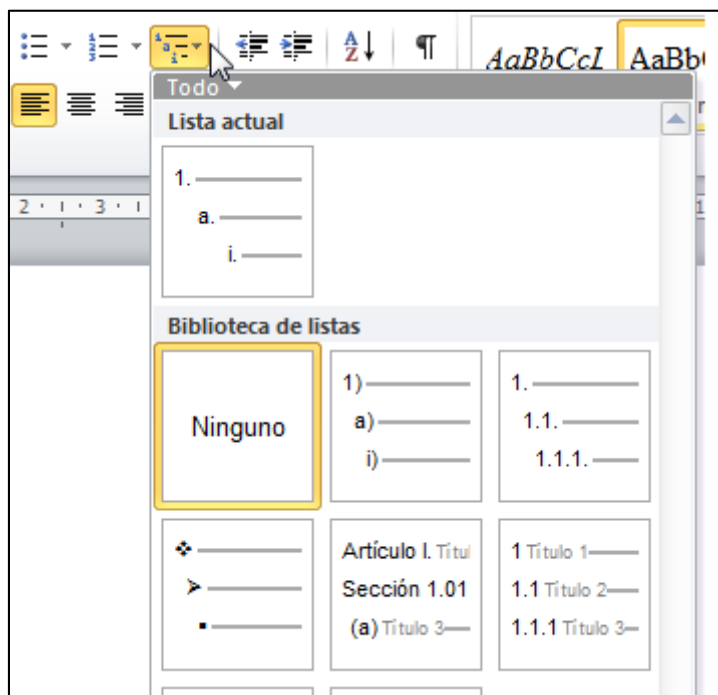 AaBbCcI AaBb
Todo
Lista actual
2 · 1 · 3 · 1
1.
a.
i.
Biblioteca de listas
Ninguno
1)
a)
i)
1.
1.1.
1.1.1.
Artículo I. Títul
Sección 1.01
(a) Título 3
1 Título 1
1.1 Título 2
1.1.1 Título 3